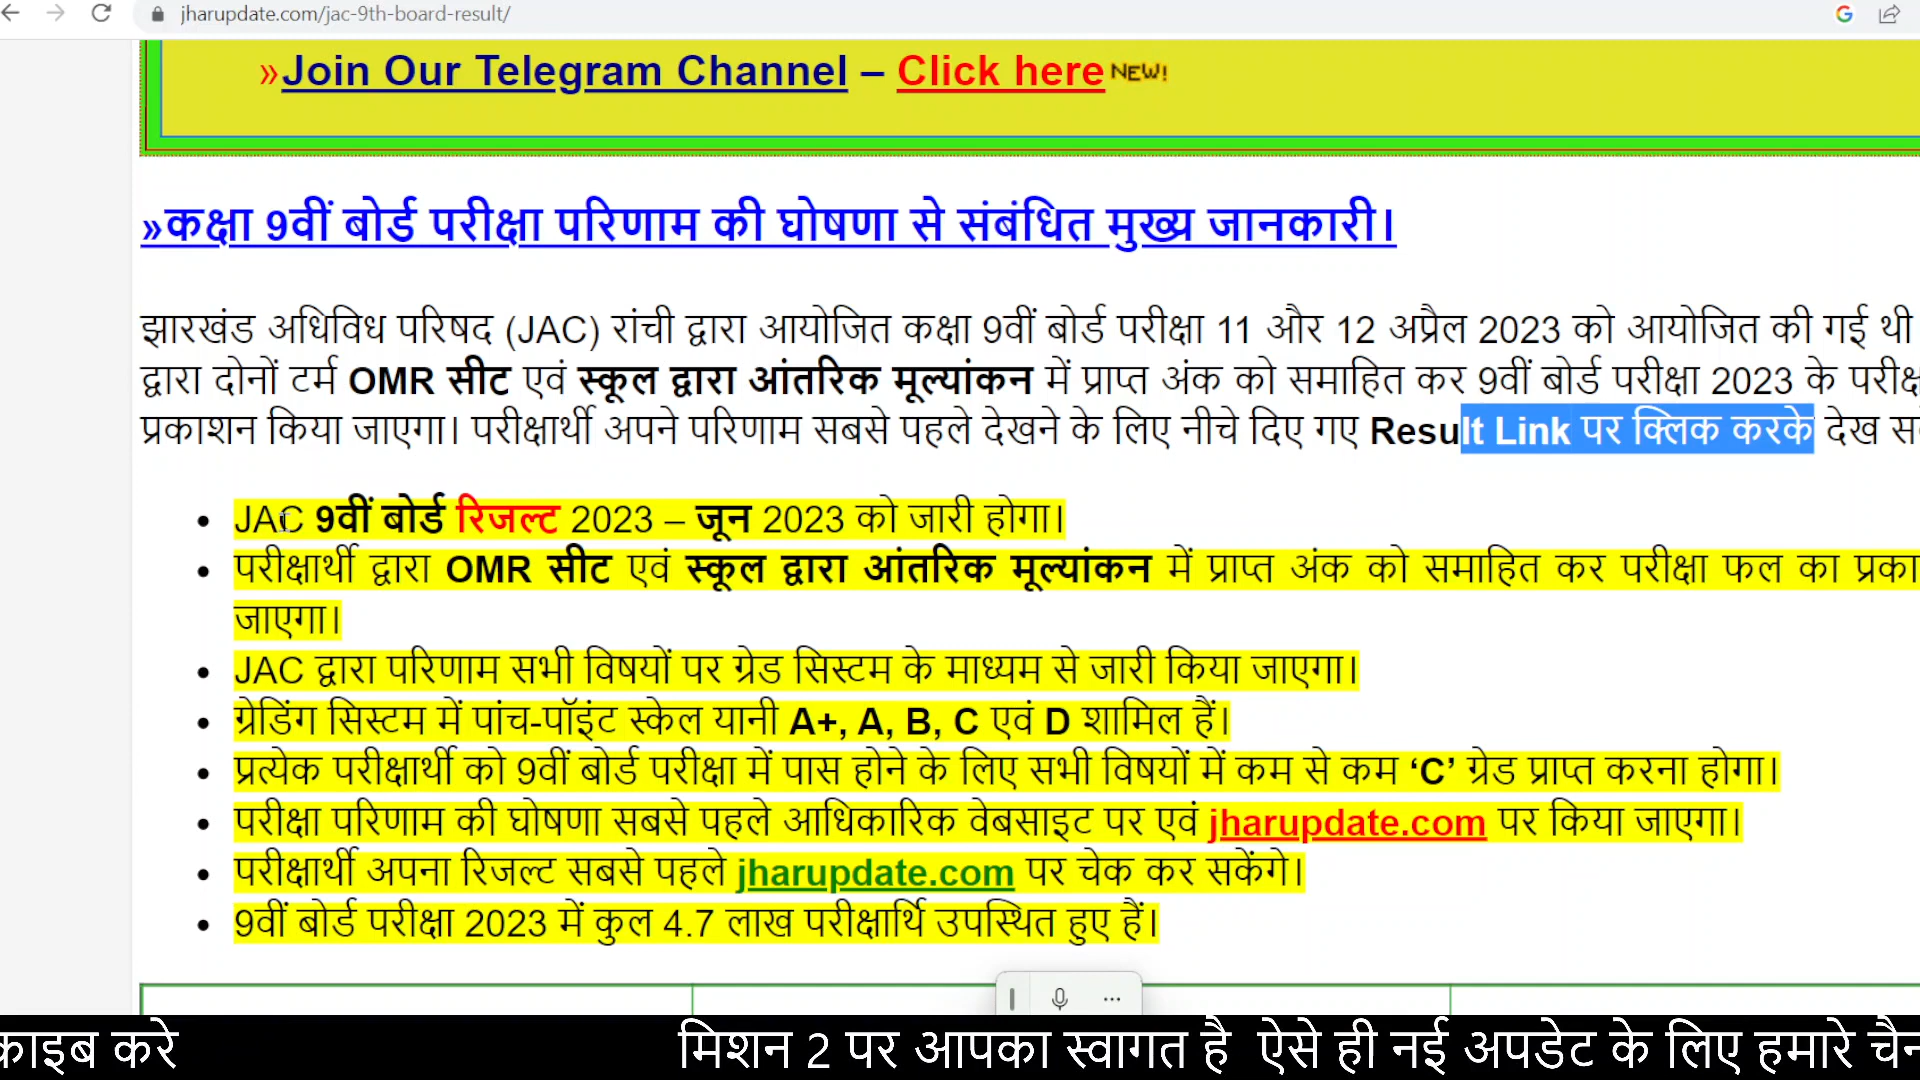 jharupdate.com/jac-9th-board-result/
»Join Our Telegram Channel – Click here NEW!
»कक्षा 9वीं बोर्ड परीक्षा परिणाम की घोषणा से संबंधित मुख्य जानकारी।
झारखंड अधिविध परिषद (JAC) रांची द्वारा आयोजित कक्षा 9वीं बोर्ड परीक्षा 11 और 12 अप्रैल 2023 को आयोजित की गई थी
द्वारा दोनों टर्म OMR सीट एवं स्कूल द्वारा आंतरिक मूल्यांकन में प्राप्त अंक को समाहित कर 9वीं बोर्ड परीक्षा 2023 के
प्रकाशन किया जाएगा। परीक्षार्थी अपने परिणाम सबसे पहले देखने के लिए नीचे दिए गए Result Link पर क्लिक करके देख
• JAC 9वीं बोर्ड रिजल्ट 2023 – जून 2023 को जारी होगा।
• परीक्षार्थी द्वारा OMR सीट एवं स्कूल द्वारा आंतरिक मूल्यांकन में प्राप्त अंक को समाहित कर परीक्षा फल का
जाएगा।
• JAC द्वारा परिणाम सभी विषयों पर ग्रेड सिस्टम के माध्यम से जारी किया जाएगा।
• ग्रेडिंग सिस्टम में पांच-पॉइंट स्केल यानी A+, A, B, C एवं D शामिल हैं।
• प्रत्येक परीक्षार्थी को 9वीं बोर्ड परीक्षा में पास होने के लिए सभी विषयों में कम से कम ‘C’ ग्रेड प्राप्त करना होगा।
• परीक्षा परिणाम की घोषणा सबसे पहले आधिकारिक वेबसाइट पर एवं jharupdate.com पर किया जाएगा।
• परीक्षार्थी अपना रिजल्ट सबसे पहले jharupdate.com पर चेक कर सकेंगे।
• 9वीं बोर्ड परीक्षा 2023 में कुल 4.7 लाख परीक्षार्थि उपस्थित हुए हैं।
काइब करे मिशन 2 पर आपका स्वागत है ऐसे ही नई अपडेट के लिए हमारे